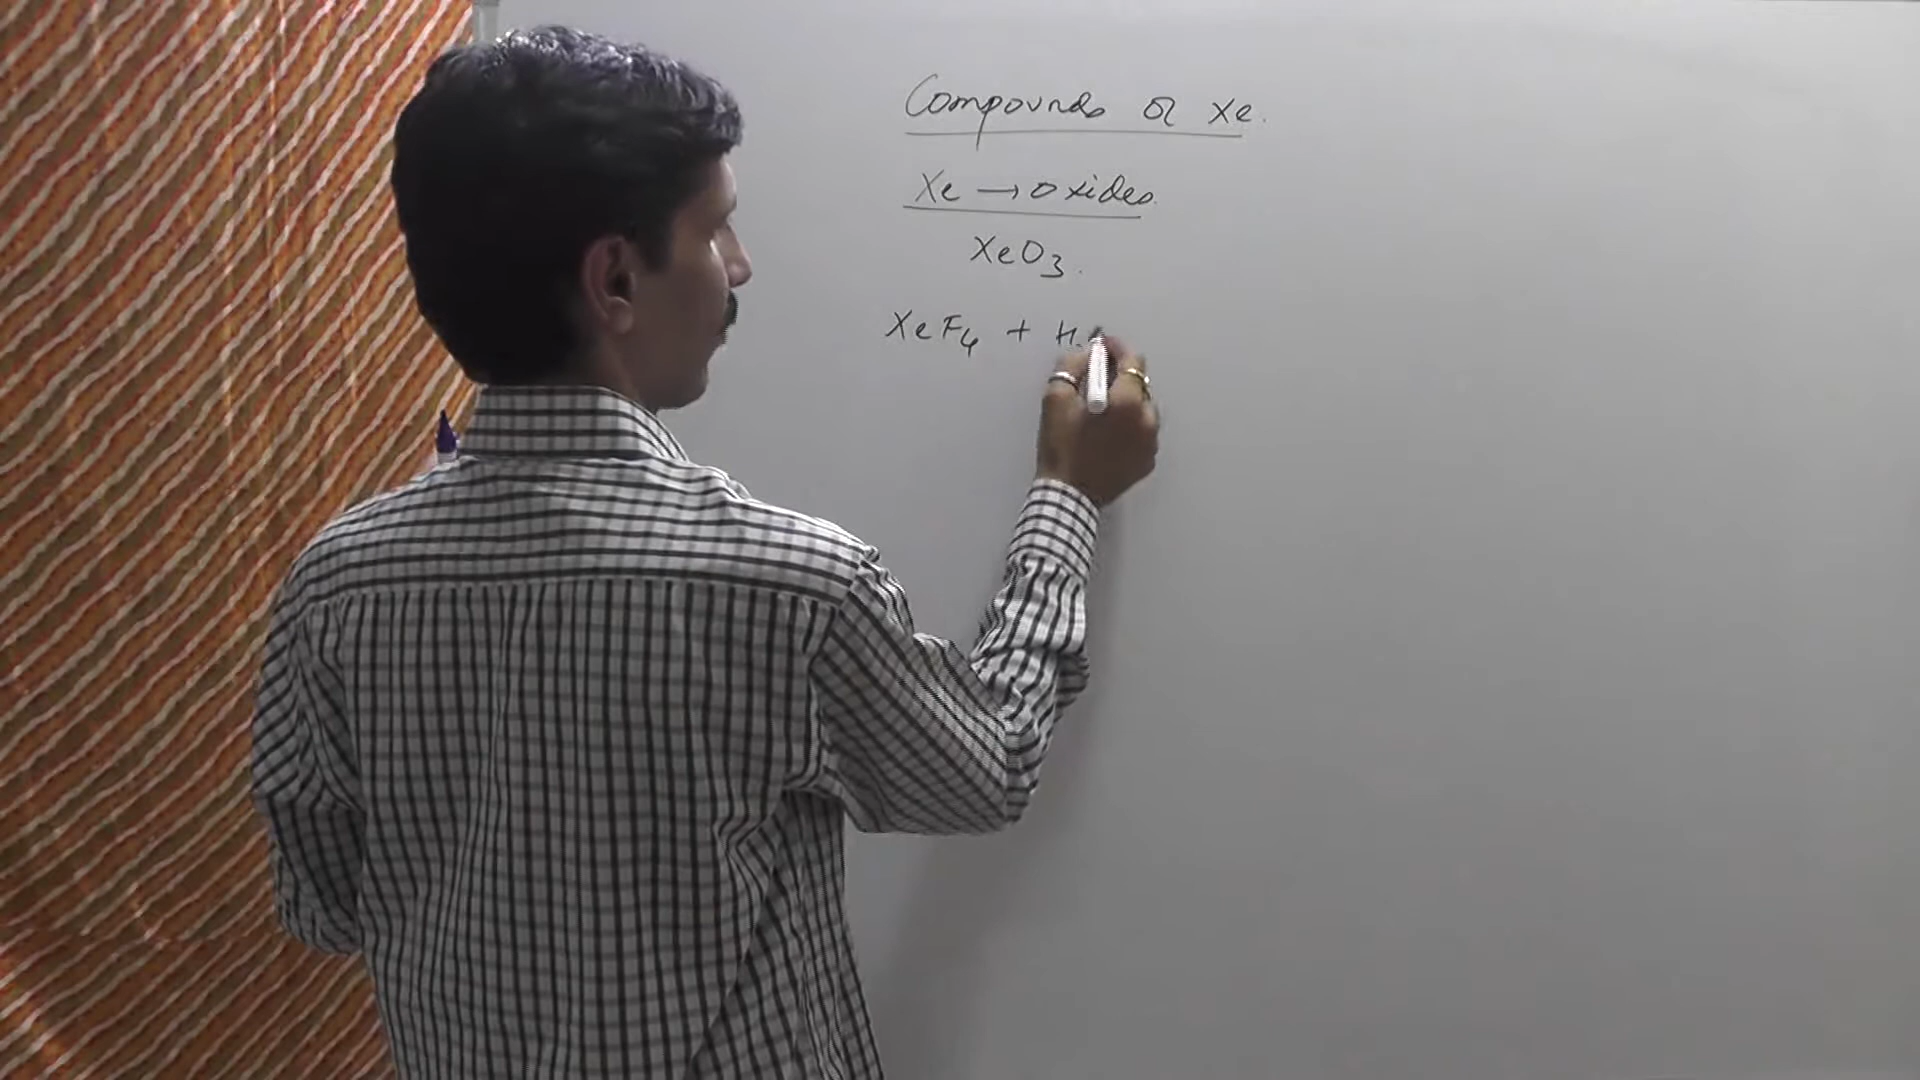 Compounds of Xe.
Xe → oxides.
XeO3.
XeF4 + H